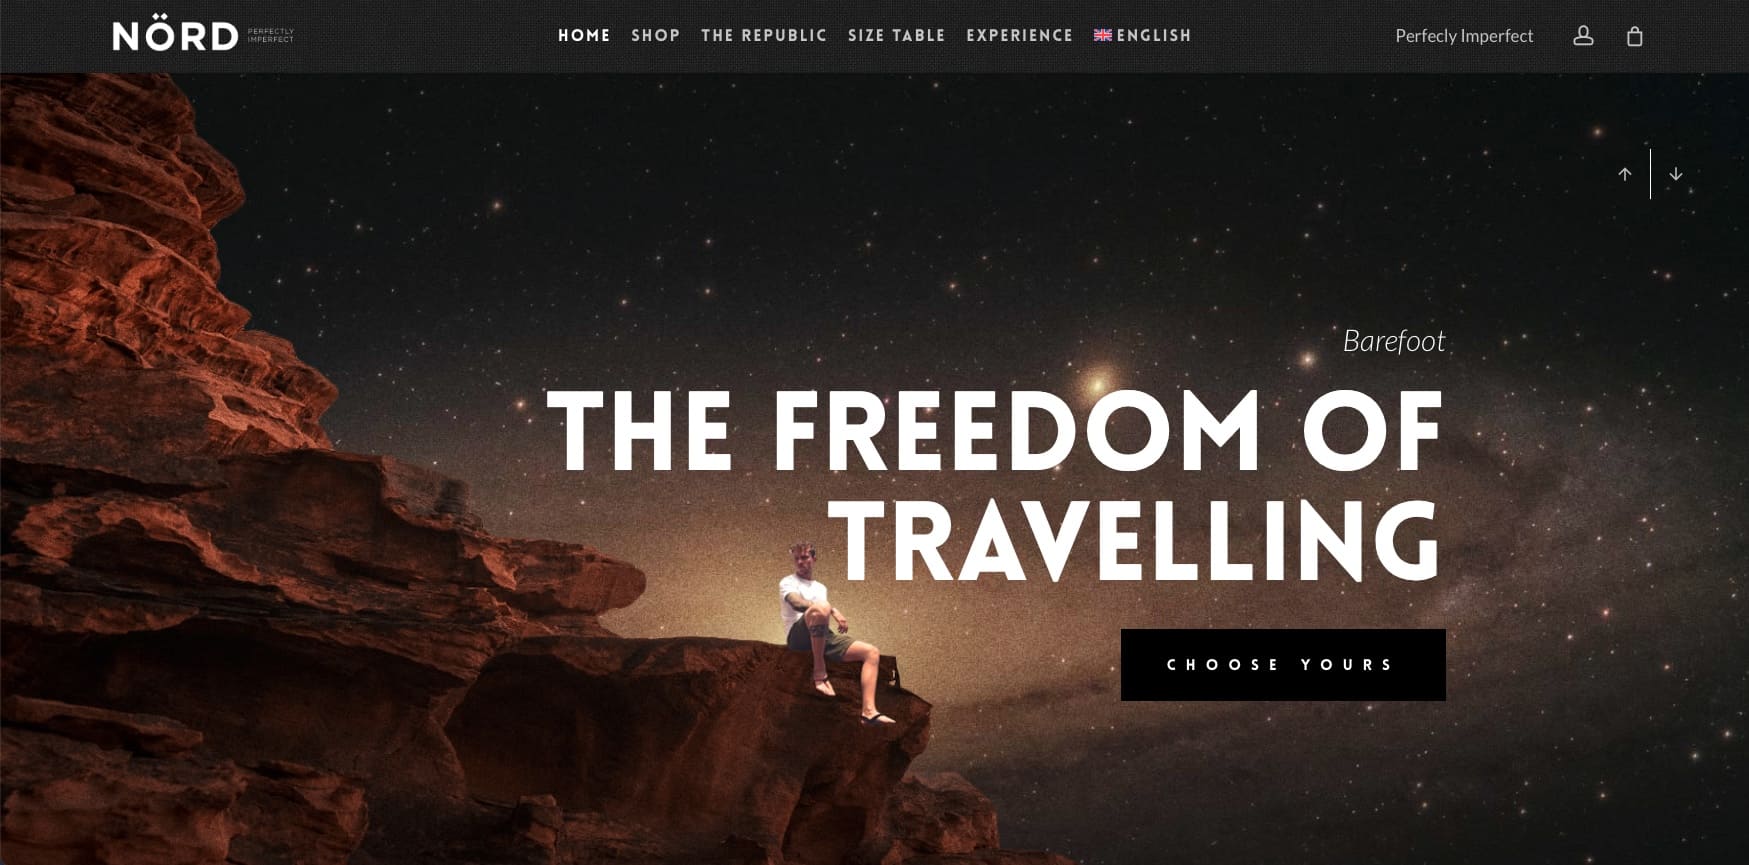 NÖRD
PERFECTLY
IMPERFECT
HOME SHOP THE REPUBLIC SIZE TABLE EXPERIENCE ENGLISH
Perfecly Imperfect
Barefoot
THE FREEDOM OF
TRAVELLING
CHOOSE YOURS